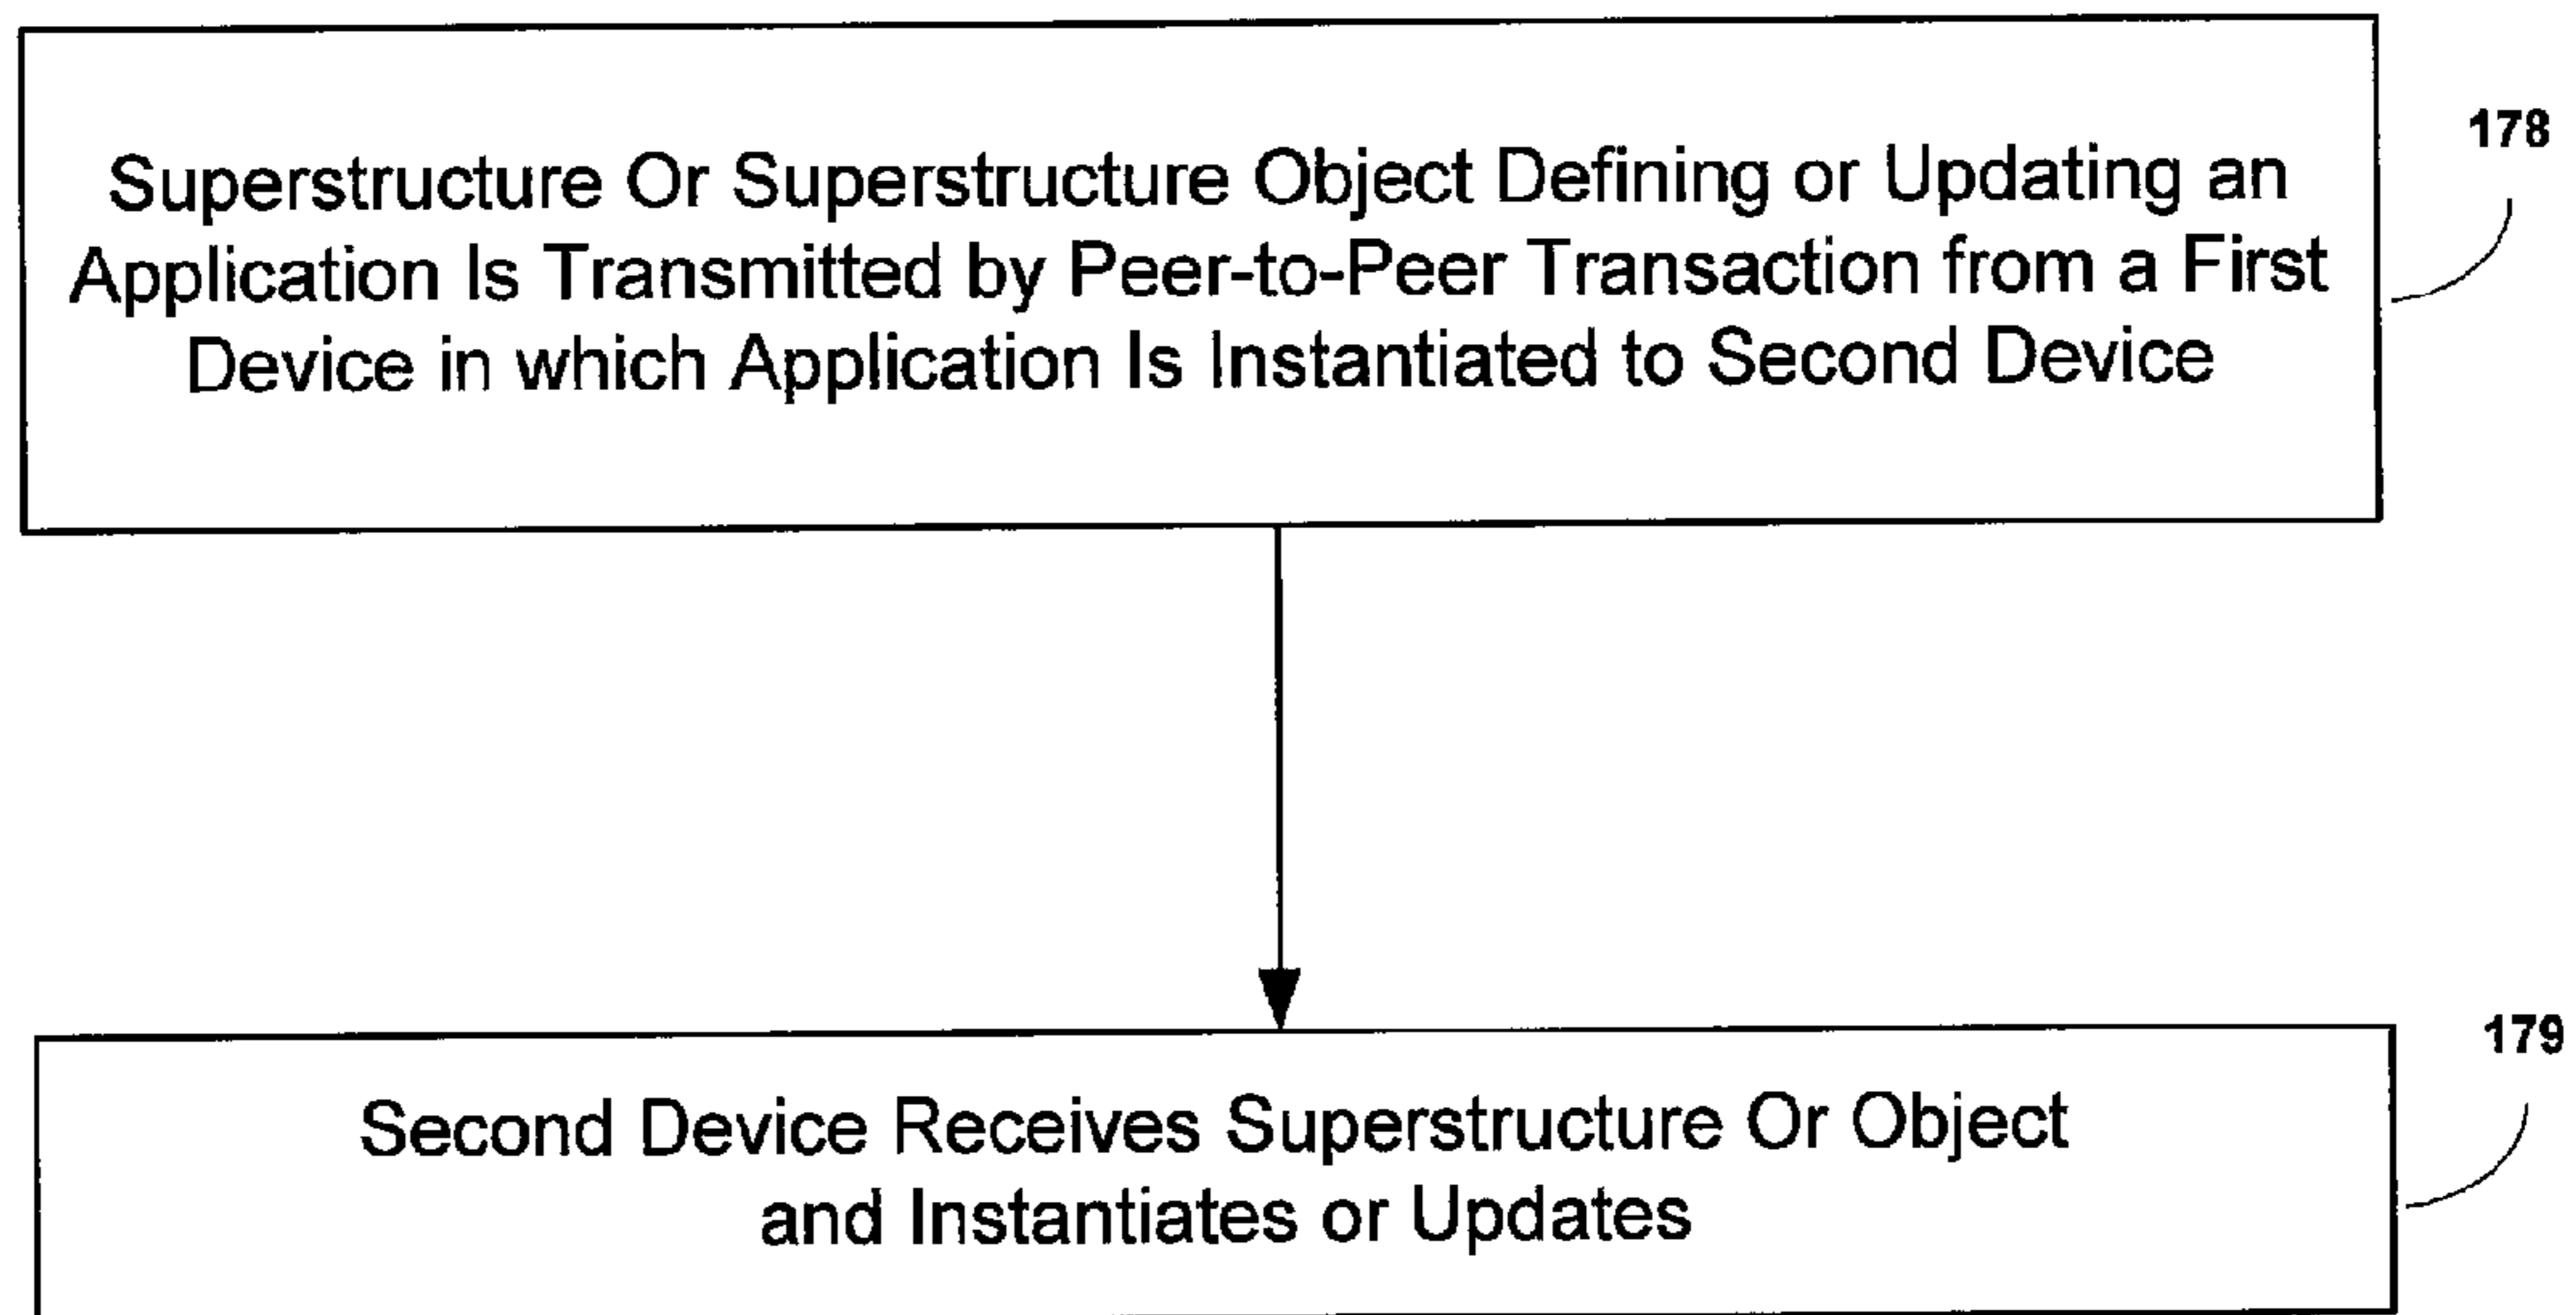 178
Superstructure Or Superstructure Object Defining or Updating an
Application Is Transmitted by Peer-to-Peer Transaction from a First
Device in which Application Is Instantiated to Second Device
179
Second Device Receives Superstructure Or Object
and Instantiates or Updates